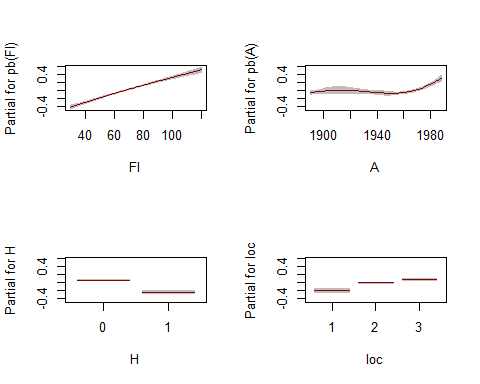 Partial for pb(Fl)
0.4
-0.4
40 60 80 100
Fl
Partial for pb(A)
0.4
-0.4
1900 1940 1980
A
Partial for H
0.4
-0.4
0 1
H
Partial for loc
0.4
-0.4
1 2 3
loc